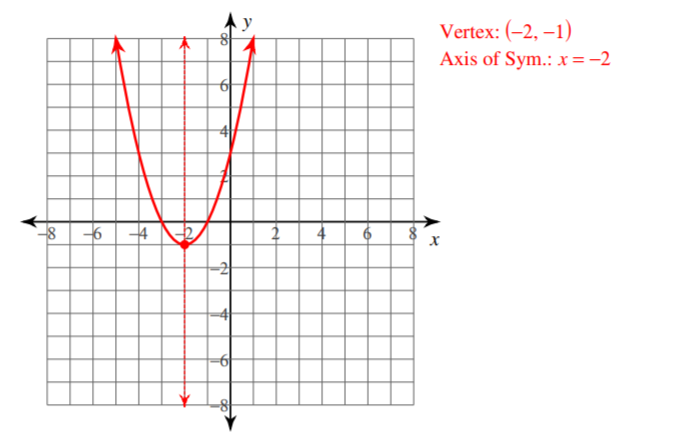 y
Vertex: (–2, –1)
Axis of Sym.: x = –2
8
6
4
2
–8 –6 –4 –2 2 4 6 8 x
–2
–4
–6
–8